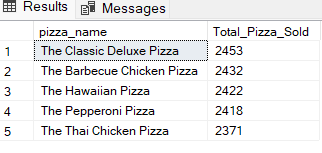 Results Messages
pizza_name Total_Pizza_Sold
1 The Classic Deluxe Pizza 2453
2 The Barbecue Chicken Pizza 2432
3 The Hawaiian Pizza 2422
4 The Pepperoni Pizza 2418
5 The Thai Chicken Pizza 2371